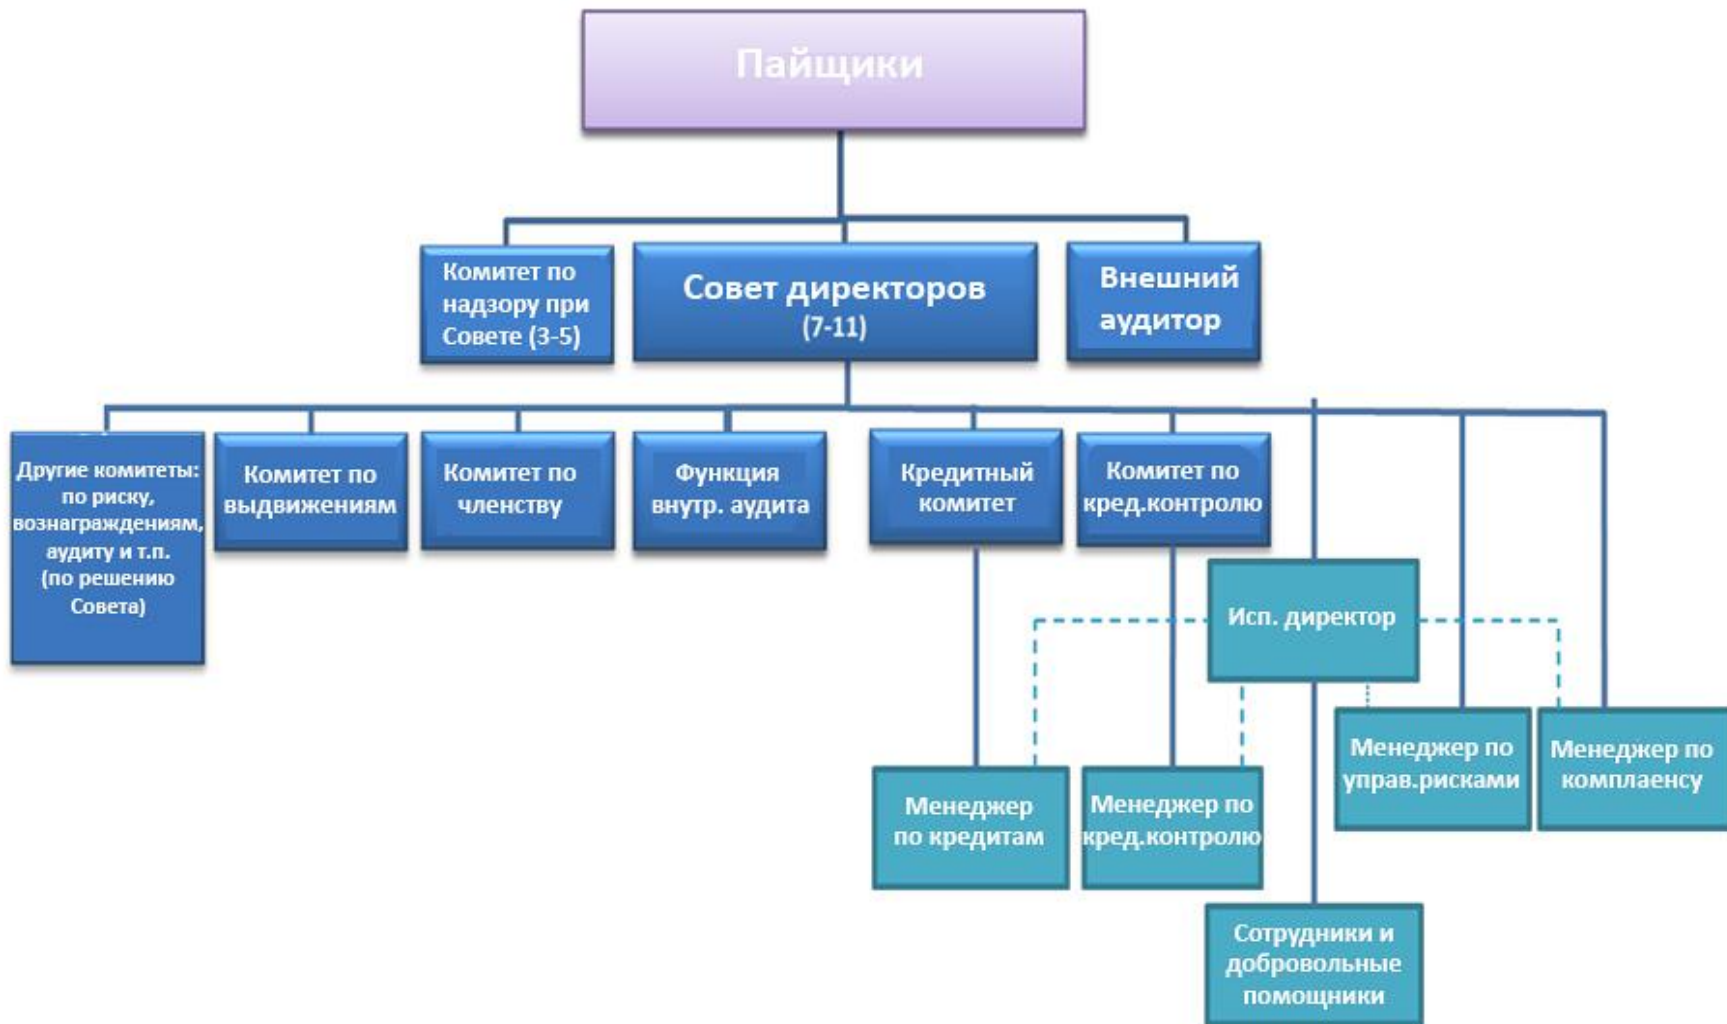 Пайщики
Комитет по
надзору при
Совете (3-5)
Совет директоров
(7-11)
Внешний
аудитор
Другие комитеты:
по риску,
вознаграждениям,
аудиту и т.п.
(по решению
Совета)
Комитет по
выдвижениям
Комитет по
членству
Функция
внутр. аудита
Кредитный
комитет
Комитет по
кред.контролю
Исп. директор
Менеджер
по кредитам
Менеджер по
кред.контролю
Менеджер по
управ.рисками
Менеджер по
комплаенсу
Сотрудники и
добровольные
помощники